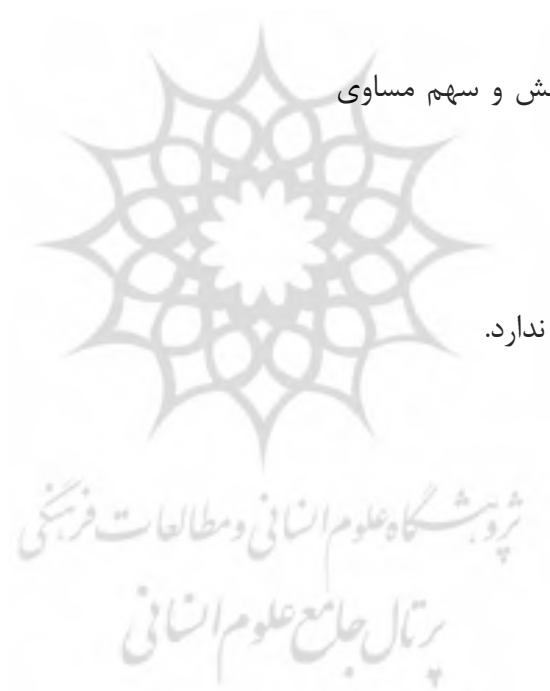 و سهم مساوی
ندارد.
پژوهشگاه علوم انسانی و مطالعات فرهنگی
پرتال جامع علوم انسانی